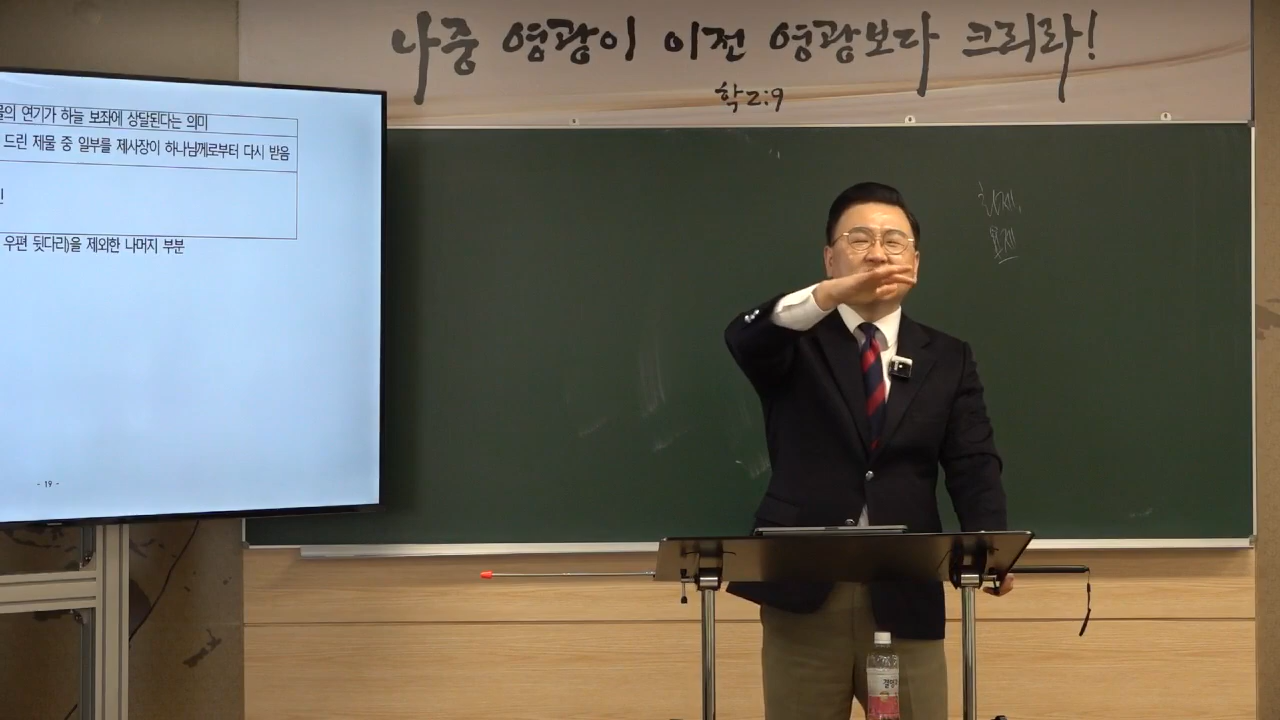 나중 영광이 이전 영광보다 크리라!
학2:9
물의 연기가 하늘 보좌에 상달된다는 의미
드린 제물 중 일부를 제사장이 하나님께로부터 다시 받음
우편 뒷다리)을 제외한 나머지 부분
- 19 -
화제,